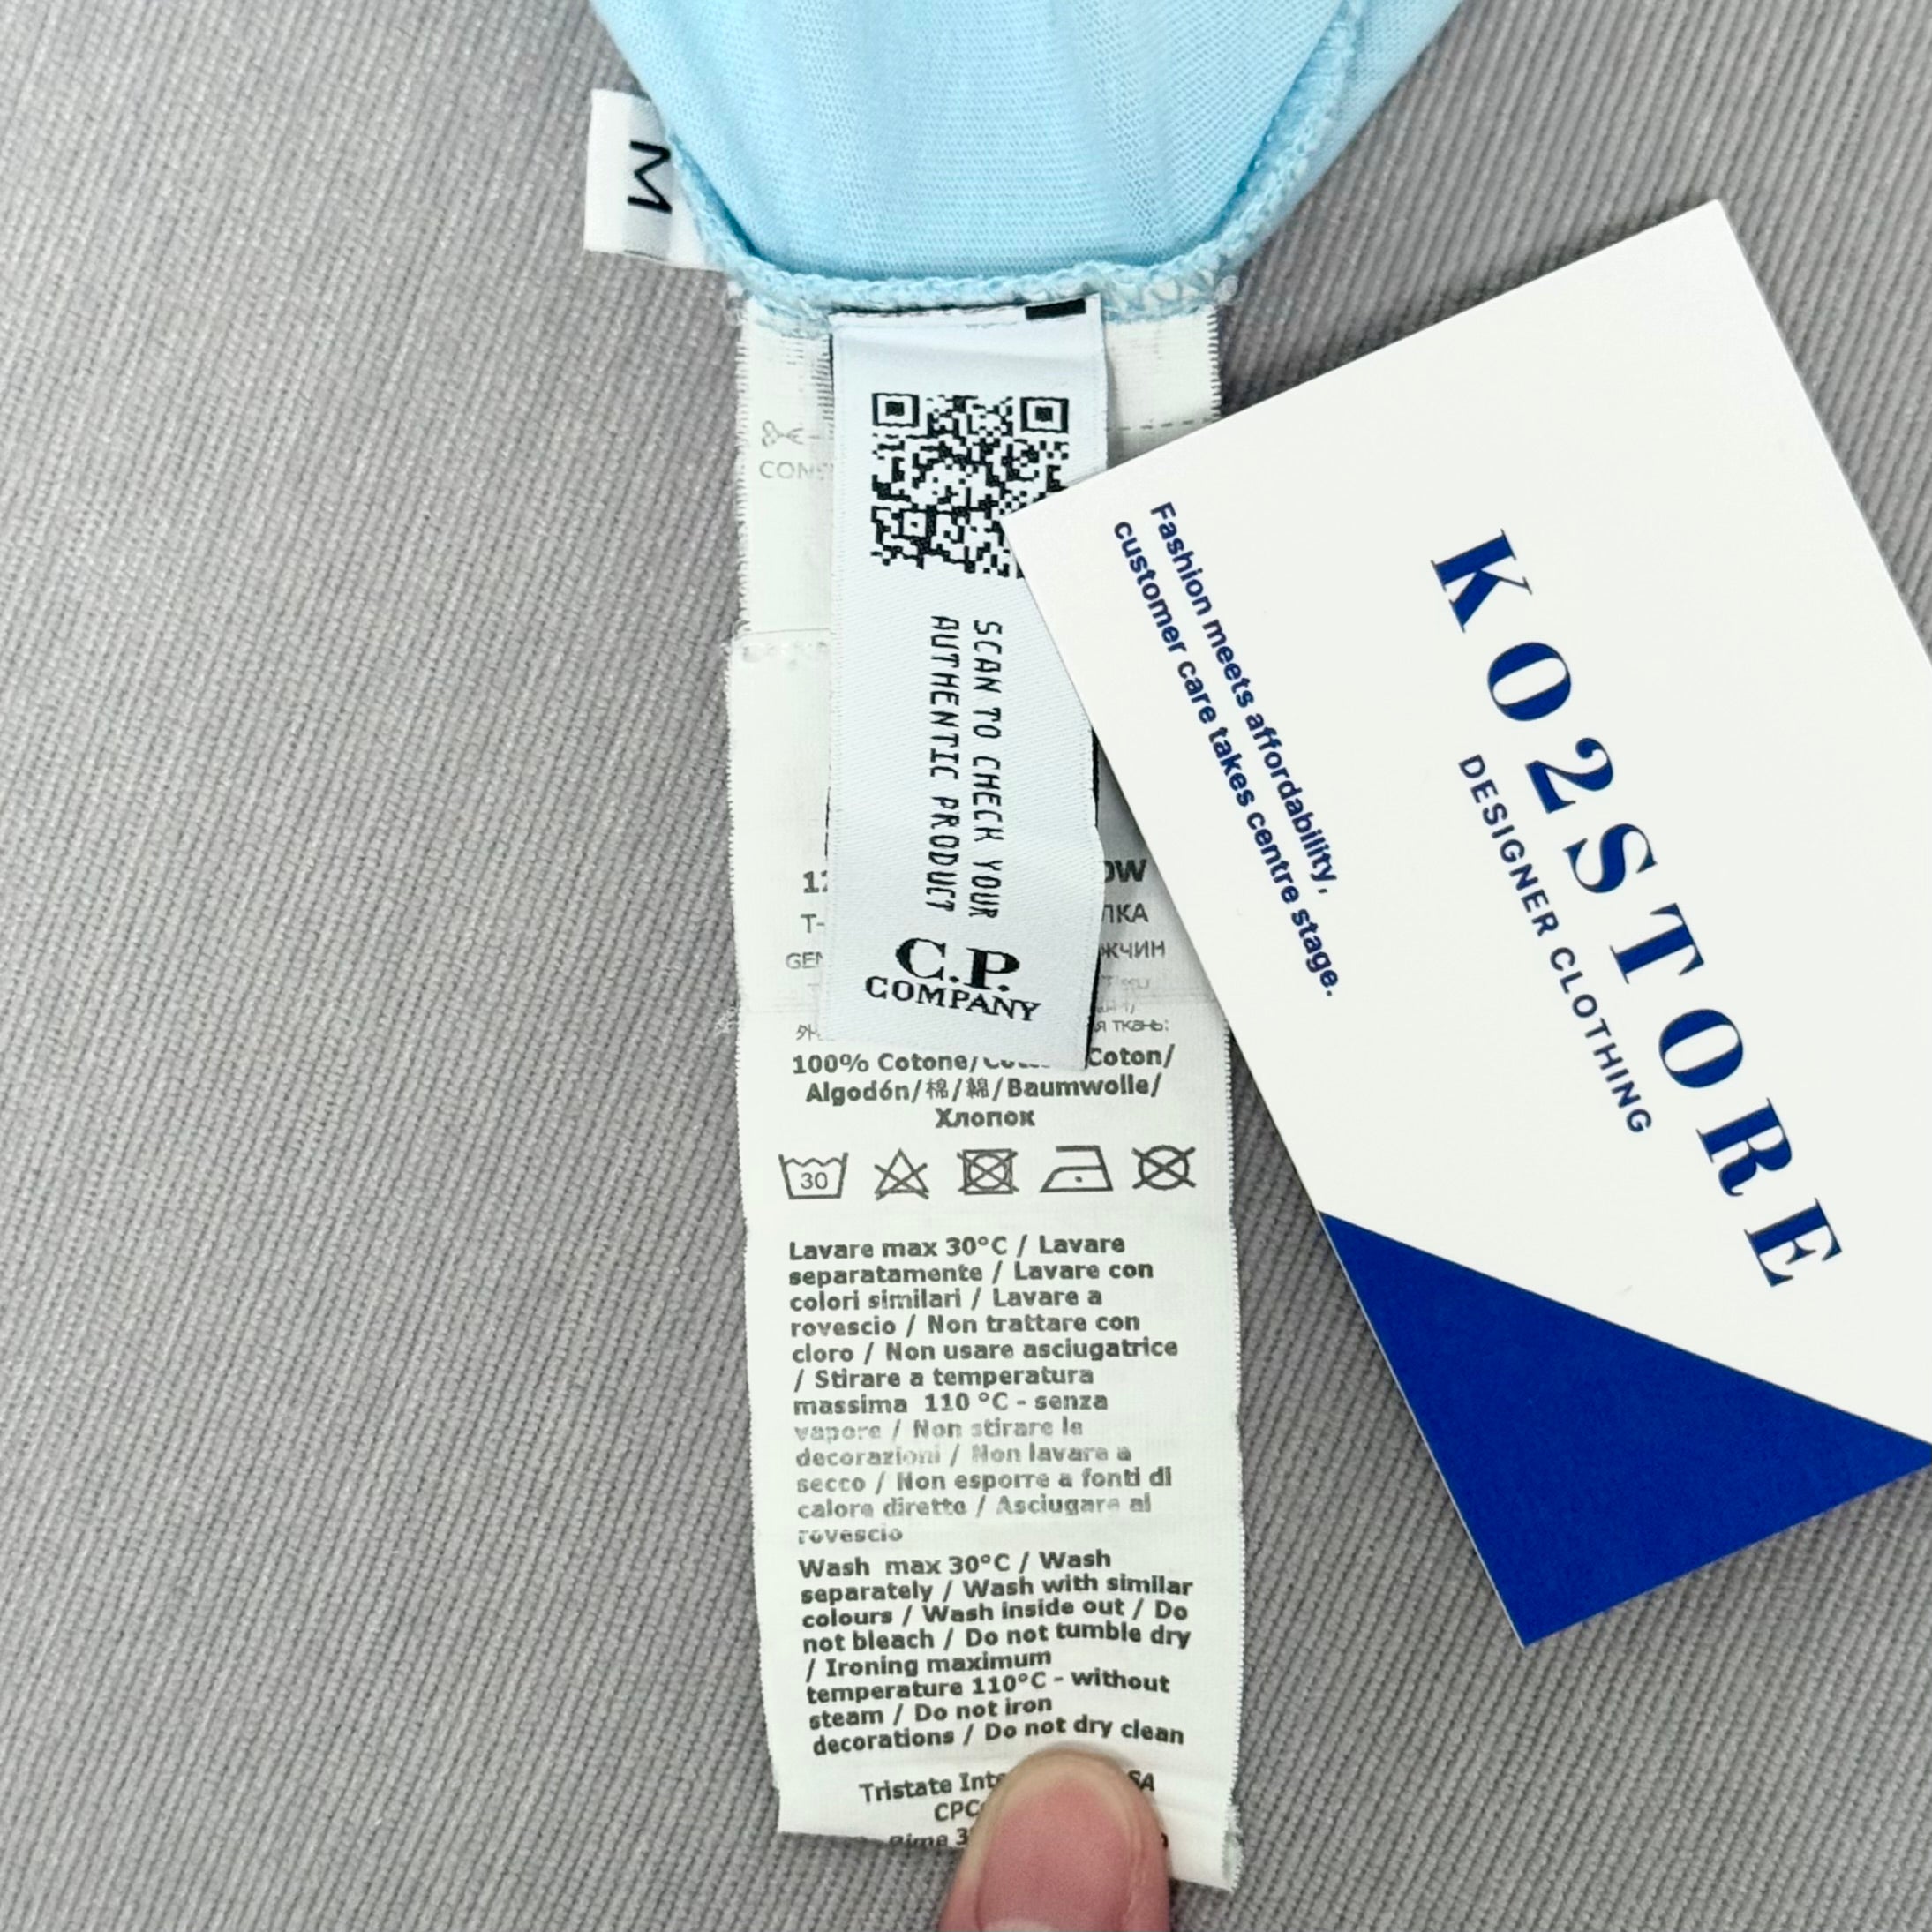 M
SCAN TO CHECK YOUR
AUTHENTIC PRODUCT
C.P.
COMPANY
100% Cotone/ Coton/
Algodón/棉/綿/Baumwolle/
Хлопок
30
Lavare max 30°C / Lavare
separatamente / Lavare con
colori similari / Lavare a
rovescio / Non trattare con
cloro / Non usare asciugatrice
/ Stirare a temperatura
massima 110 °C - senza
vapore / Non stirare le
decorazioni / Non lavare a
secco / Non esporre a fonti di
calore dirette / Asciugare al
rovescio
Wash max 30°C / Wash
separately / Wash with similar
colours / Wash inside out / Do
not bleach / Do not tumble dry
/ Ironing maximum
temperature 110°C - without
steam / Do not iron
decorations / Do not dry clean
Tristate
KO2STORE
DESIGNER CLOTHING
Fashion meets affordability,
customer care takes centre stage.